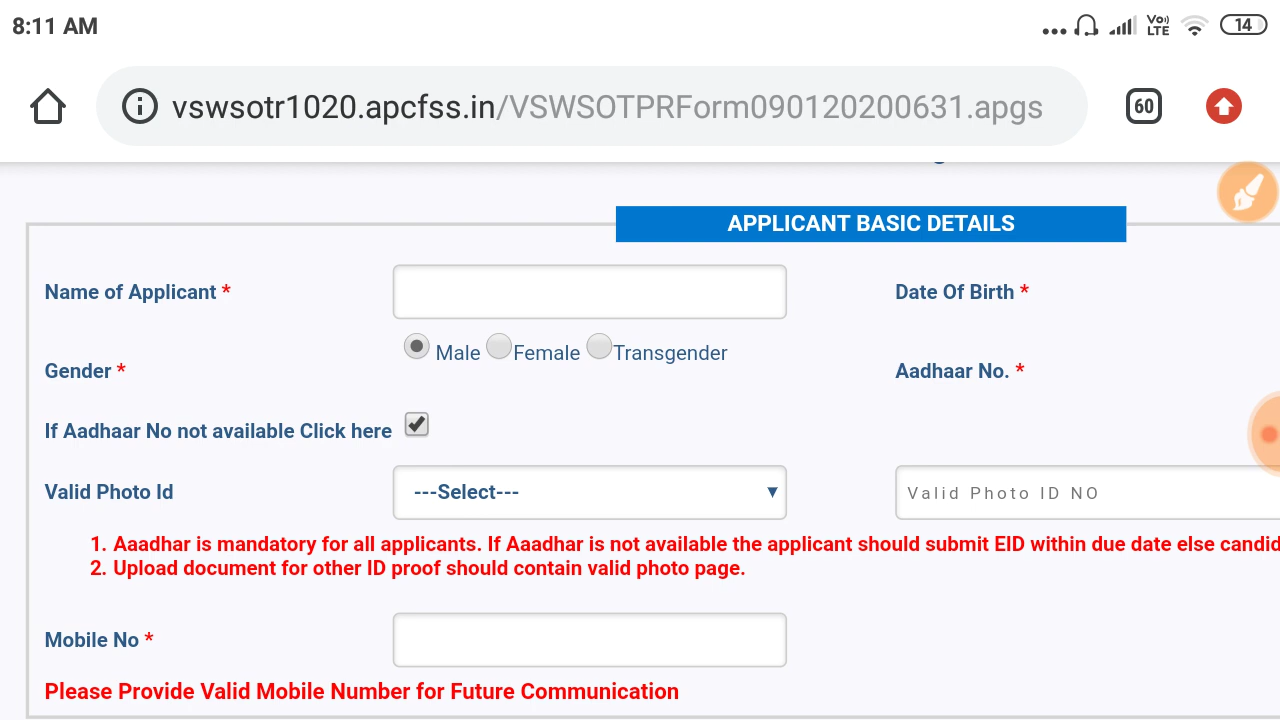 8:11 AM
Vo)) LTE
14
vswsotr1020.apcfss.in/VSWSOTPRForm090120200631.apgs
60
APPLICANT BASIC DETAILS
Name of Applicant *
Date Of Birth *
Male Female Transgender
Gender *
Aadhaar No. *
If Aadhaar No not available Click here
Valid Photo Id
---Select---
Valid Photo ID NO
1. Aaadhar is mandatory for all applicants. If Aaadhar is not available the applicant should submit EID within due date else candid
2. Upload document for other ID proof should contain valid photo page.
Mobile No *
Please Provide Valid Mobile Number for Future Communication